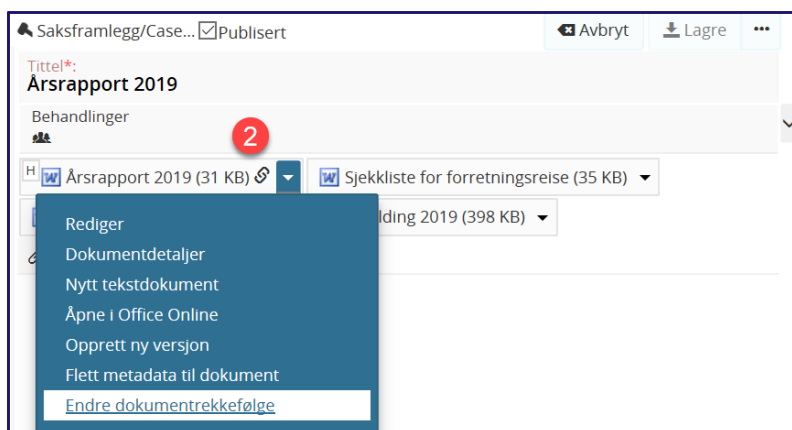 Saksframlegg/Case... Publisert Avbryt Lagre ...
Tittel*:
Årsrapport 2019
Behandlinger
2
H W Årsrapport 2019 (31 KB) W Sjekkliste for forretningsreise (35 KB)
lding 2019 (398 KB)
Rediger
Dokumentdetaljer
Nytt tekstdokument
Åpne i Office Online
Opprett ny versjon
Flett metadata til dokument
Endre dokumentrekkefølge